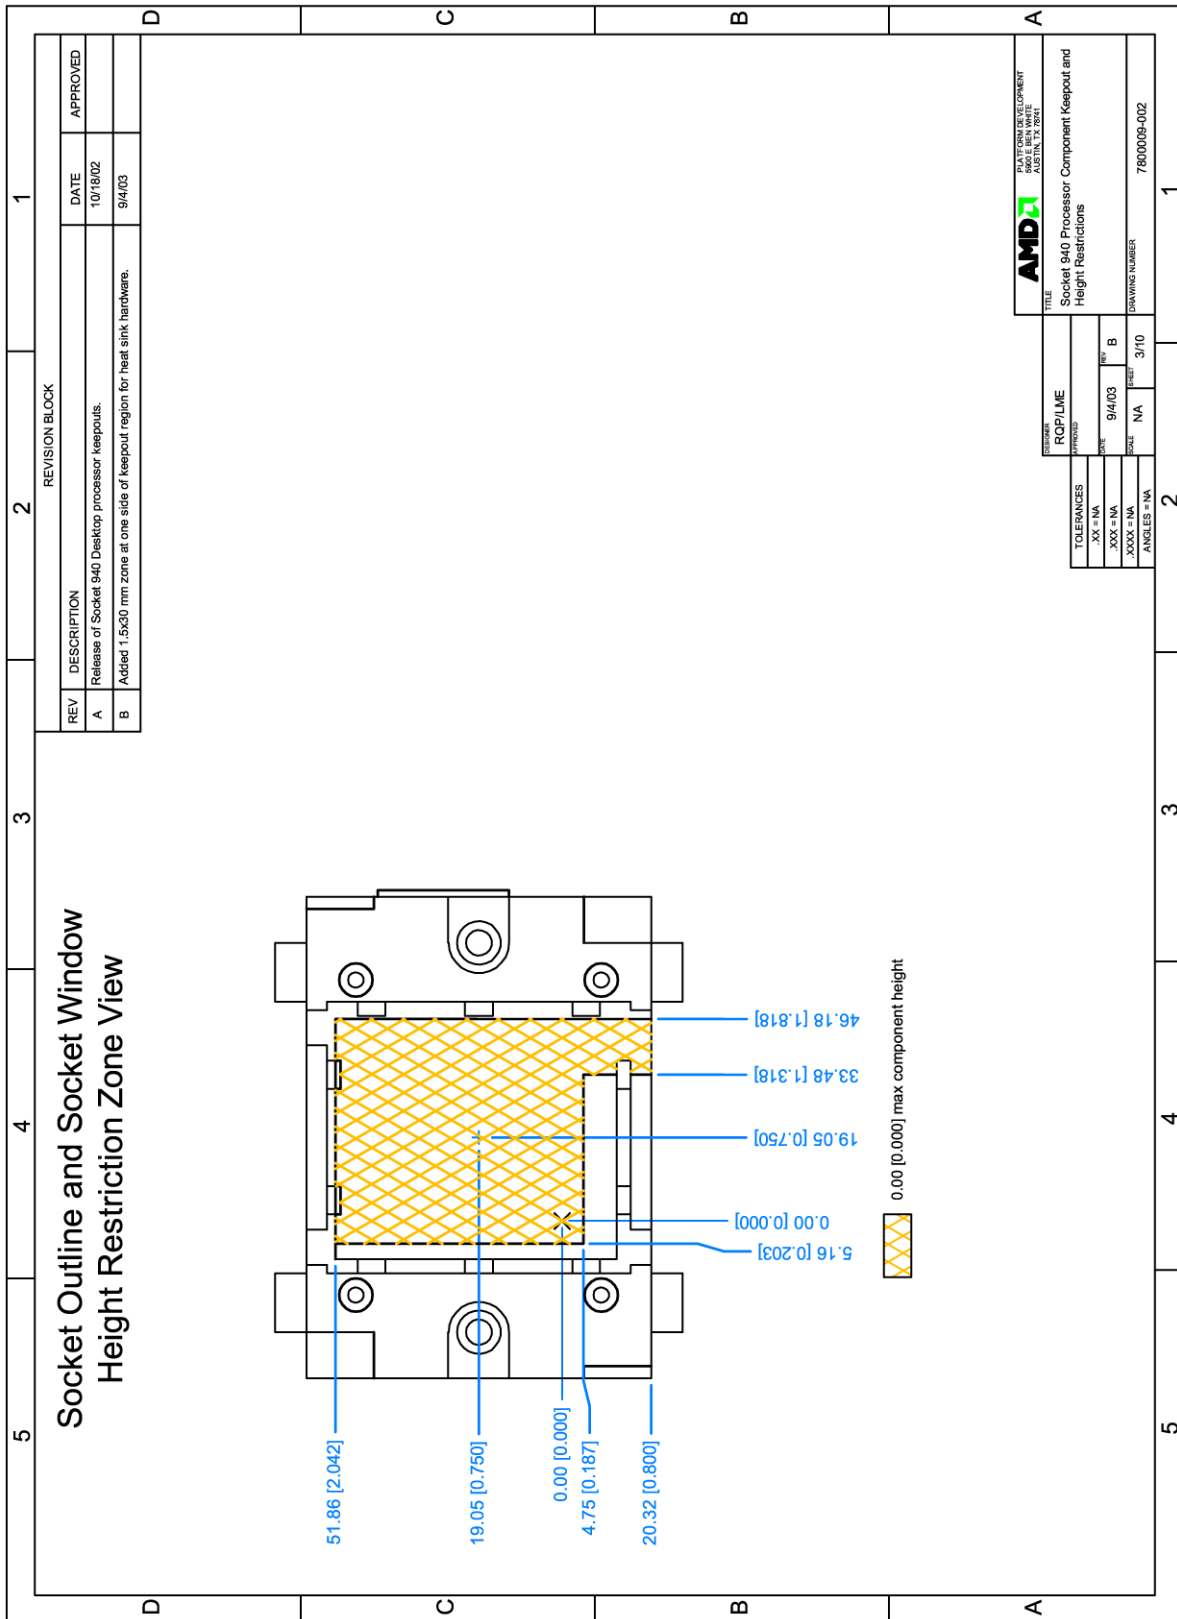 Socket Outline and Socket Window
Height Restriction Zone View
REVISION BLOCK
REV DESCRIPTION DATE APPROVED
A Release of Socket 940 Desktop processor keepouts. 10/18/02
B Added 1.5x30 mm zone at one side of keepout region for heat sink hardware. 9/4/03
5 4 3 2 1
D
C
B
A
D
C
B
A
51.86 [2.042]
19.05 [0.750]
0.00 [0.000]
4.75 [0.187]
20.32 [0.800]
5.16 [0.203]
0.00 [0.000]
19.05 [0.750]
33.48 [1.318]
46.18 [1.818]
0.00 [0.000] max component height
AMD
PLATFORM DEVELOPMENT
5900 E BEN WHITE
AUSTIN, TX 78741
TITLE
Socket 940 Processor Component Keepout and
Height Restrictions
DRAWING NUMBER
7800009-002
DESIGNER
RQP/LME
APPROVED
DATE
9/4/03
REV
B
SCALE
NA
SHEET
3/10
TOLERANCES
.XX = NA
.XXX = NA
.XXXX = NA
ANGLES = NA
5 4 3 2 1